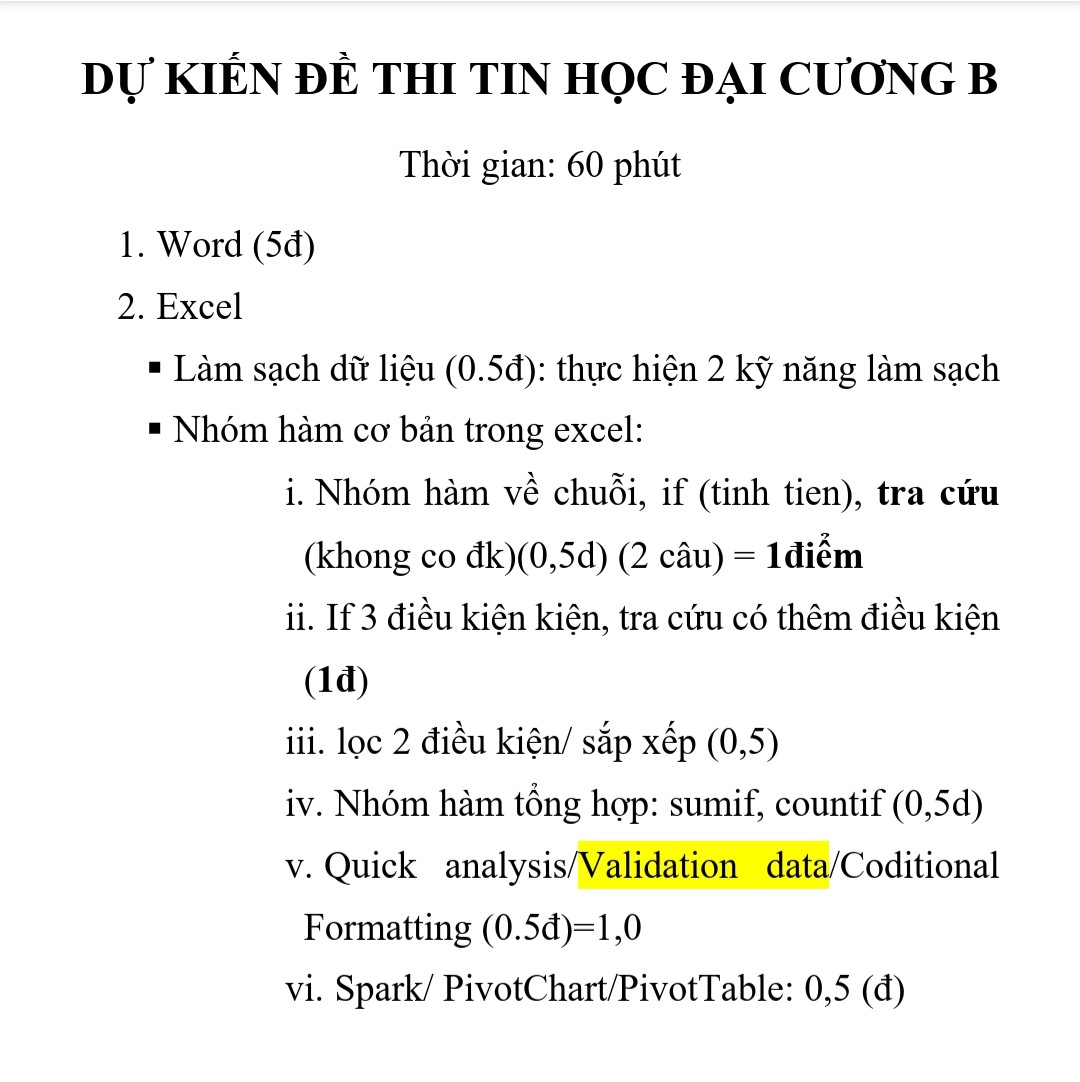 DỰ KIẾN ĐỀ THI TIN HỌC ĐẠI CƯƠNG B
Thời gian: 60 phút
1. Word (5đ)
2. Excel
▪ Làm sạch dữ liệu (0.5đ): thực hiện 2 kỹ năng làm sạch
▪ Nhóm hàm cơ bản trong excel:
i. Nhóm hàm về chuỗi, if (tinh tien), tra cứu
(khong co đk)(0,5d) (2 câu) = 1điểm
ii. If 3 điều kiện kiện, tra cứu có thêm điều kiện
(1đ)
iii. lọc 2 điều kiện/ sắp xếp (0,5)
iv. Nhóm hàm tổng hợp: sumif, countif (0,5d)
v. Quick analysis/Validation data/Coditional
Formatting (0.5đ)=1,0
vi. Spark/ PivotChart/PivotTable: 0,5 (đ)